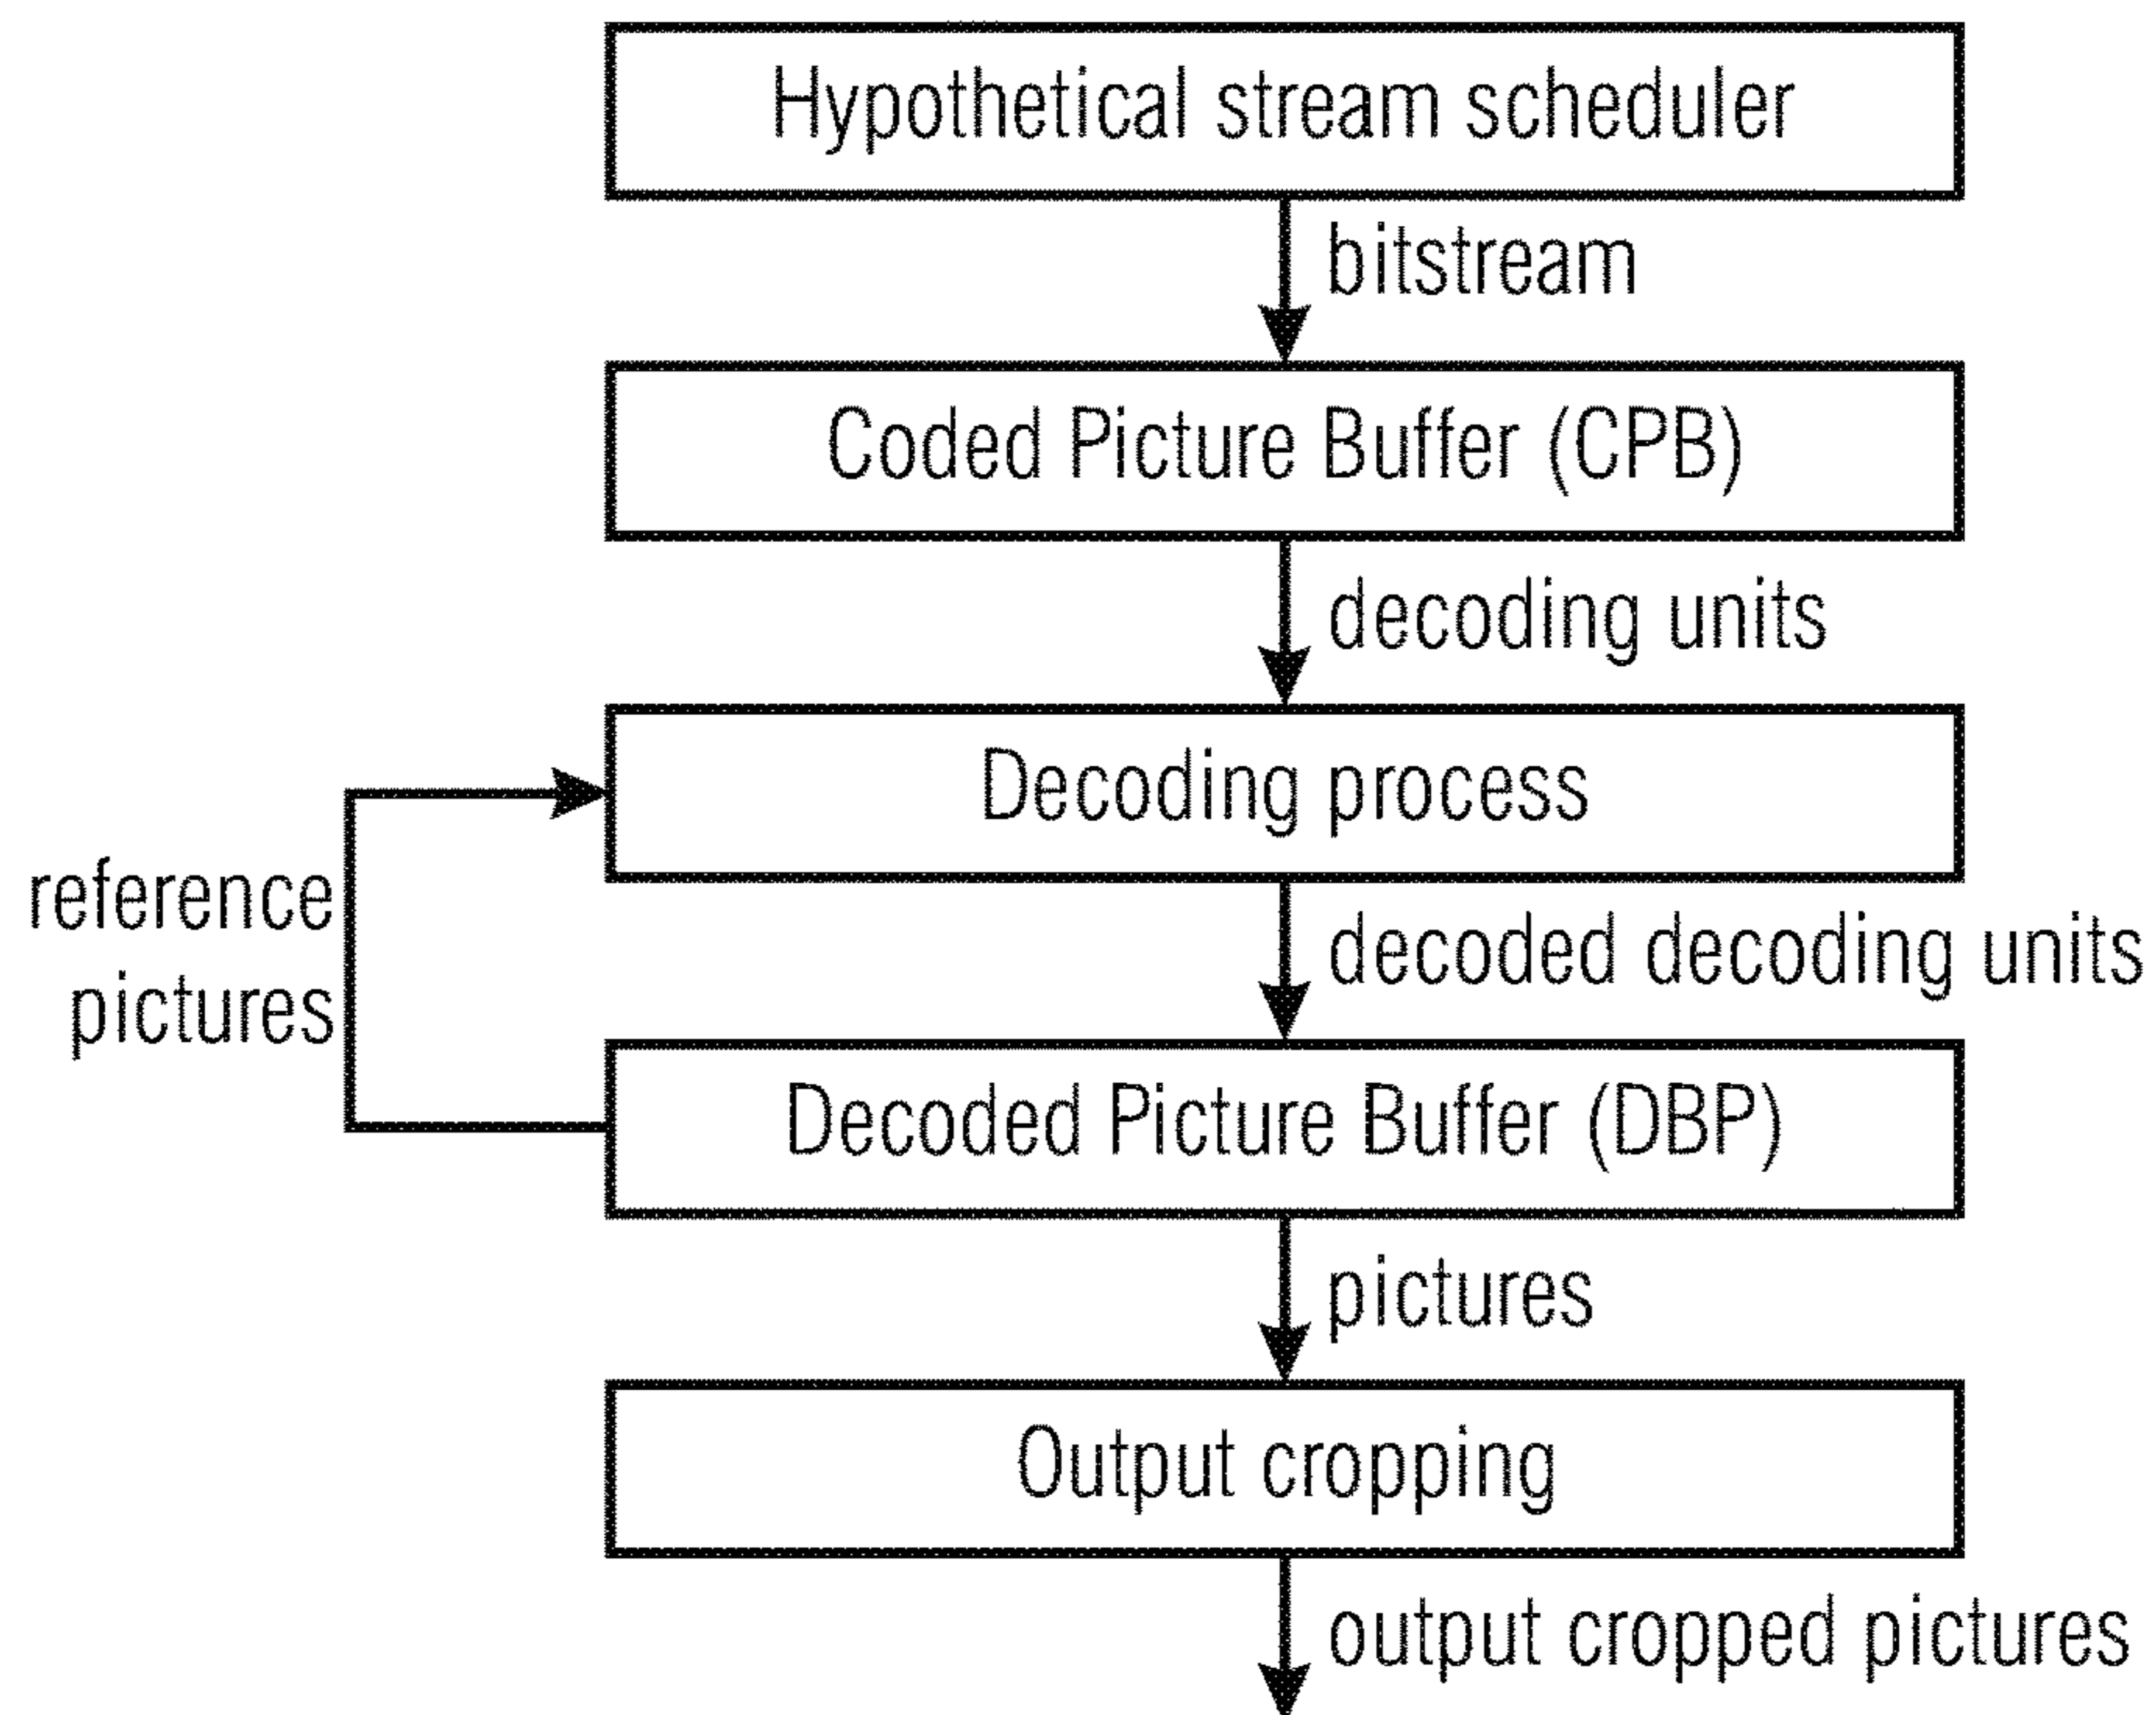 Hypothetical stream scheduler
bitstream
Coded Picture Buffer (CPB)
decoding units
Decoding process
reference
pictures
decoded decoding units
Decoded Picture Buffer (DBP)
pictures
Output cropping
output cropped pictures